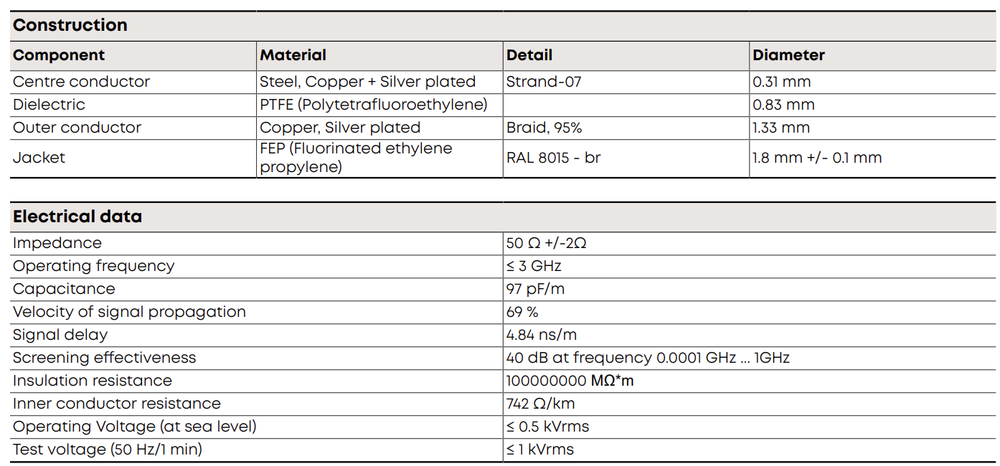 Construction
Component Material Detail Diameter
Centre conductor Steel, Copper + Silver plated Strand-07 0.31 mm
Dielectric PTFE (Polytetrafluoroethylene) 0.83 mm
Outer conductor Copper, Silver plated Braid, 95% 1.33 mm
Jacket FEP (Fluorinated ethylene propylene) RAL 8015 - br 1.8 mm +/- 0.1 mm
Electrical data
Impedance 50 Ω +/-2Ω
Operating frequency ≤ 3 GHz
Capacitance 97 pF/m
Velocity of signal propagation 69 %
Signal delay 4.84 ns/m
Screening effectiveness 40 dB at frequency 0.0001 GHz ... 1GHz
Insulation resistance 100000000 MΩ*m
Inner conductor resistance 742 Ω/km
Operating Voltage (at sea level) ≤ 0.5 kVrms
Test voltage (50 Hz/1 min) ≤ 1 kVrms